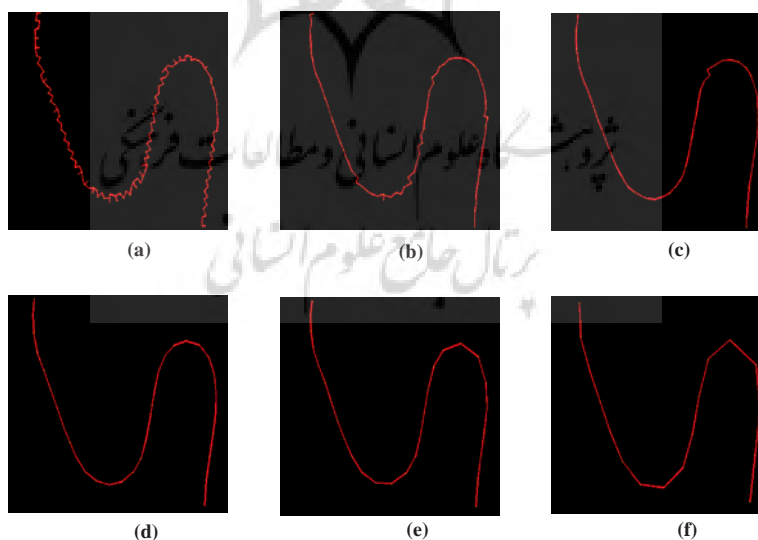 پژوهشگاه علوم انسانی و مطالعات فرهنگی
(a) (b) (c)
پرتال جامع علوم انسانی
(d) (e) (f)